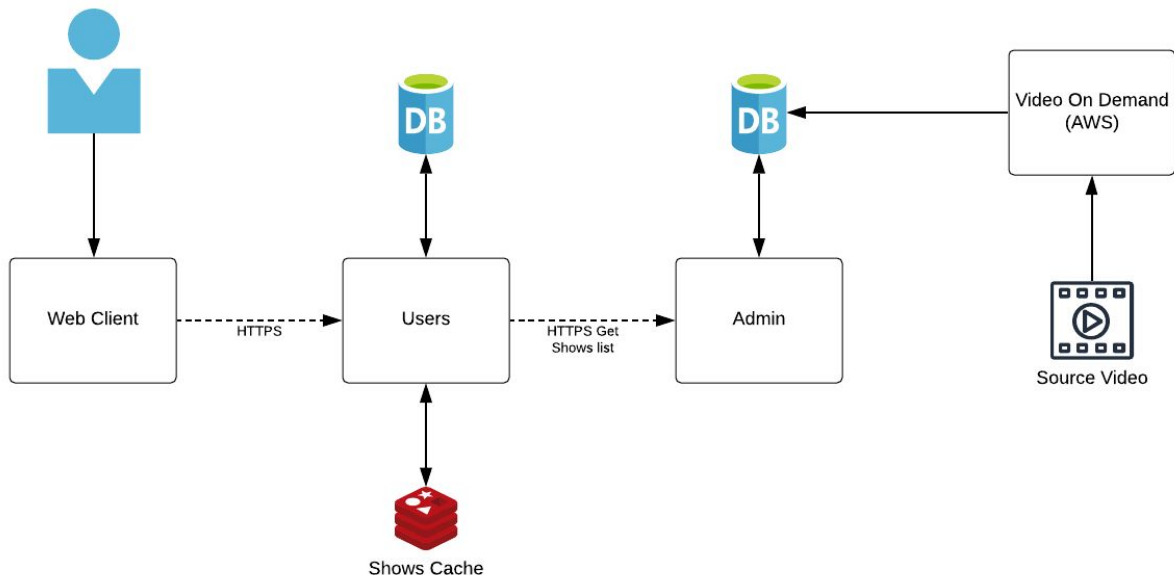 DB
DB
Video On Demand
(AWS)
Web Client
HTTPS
Users
HTTPS Get
Shows list
Admin
Source Video
Shows Cache